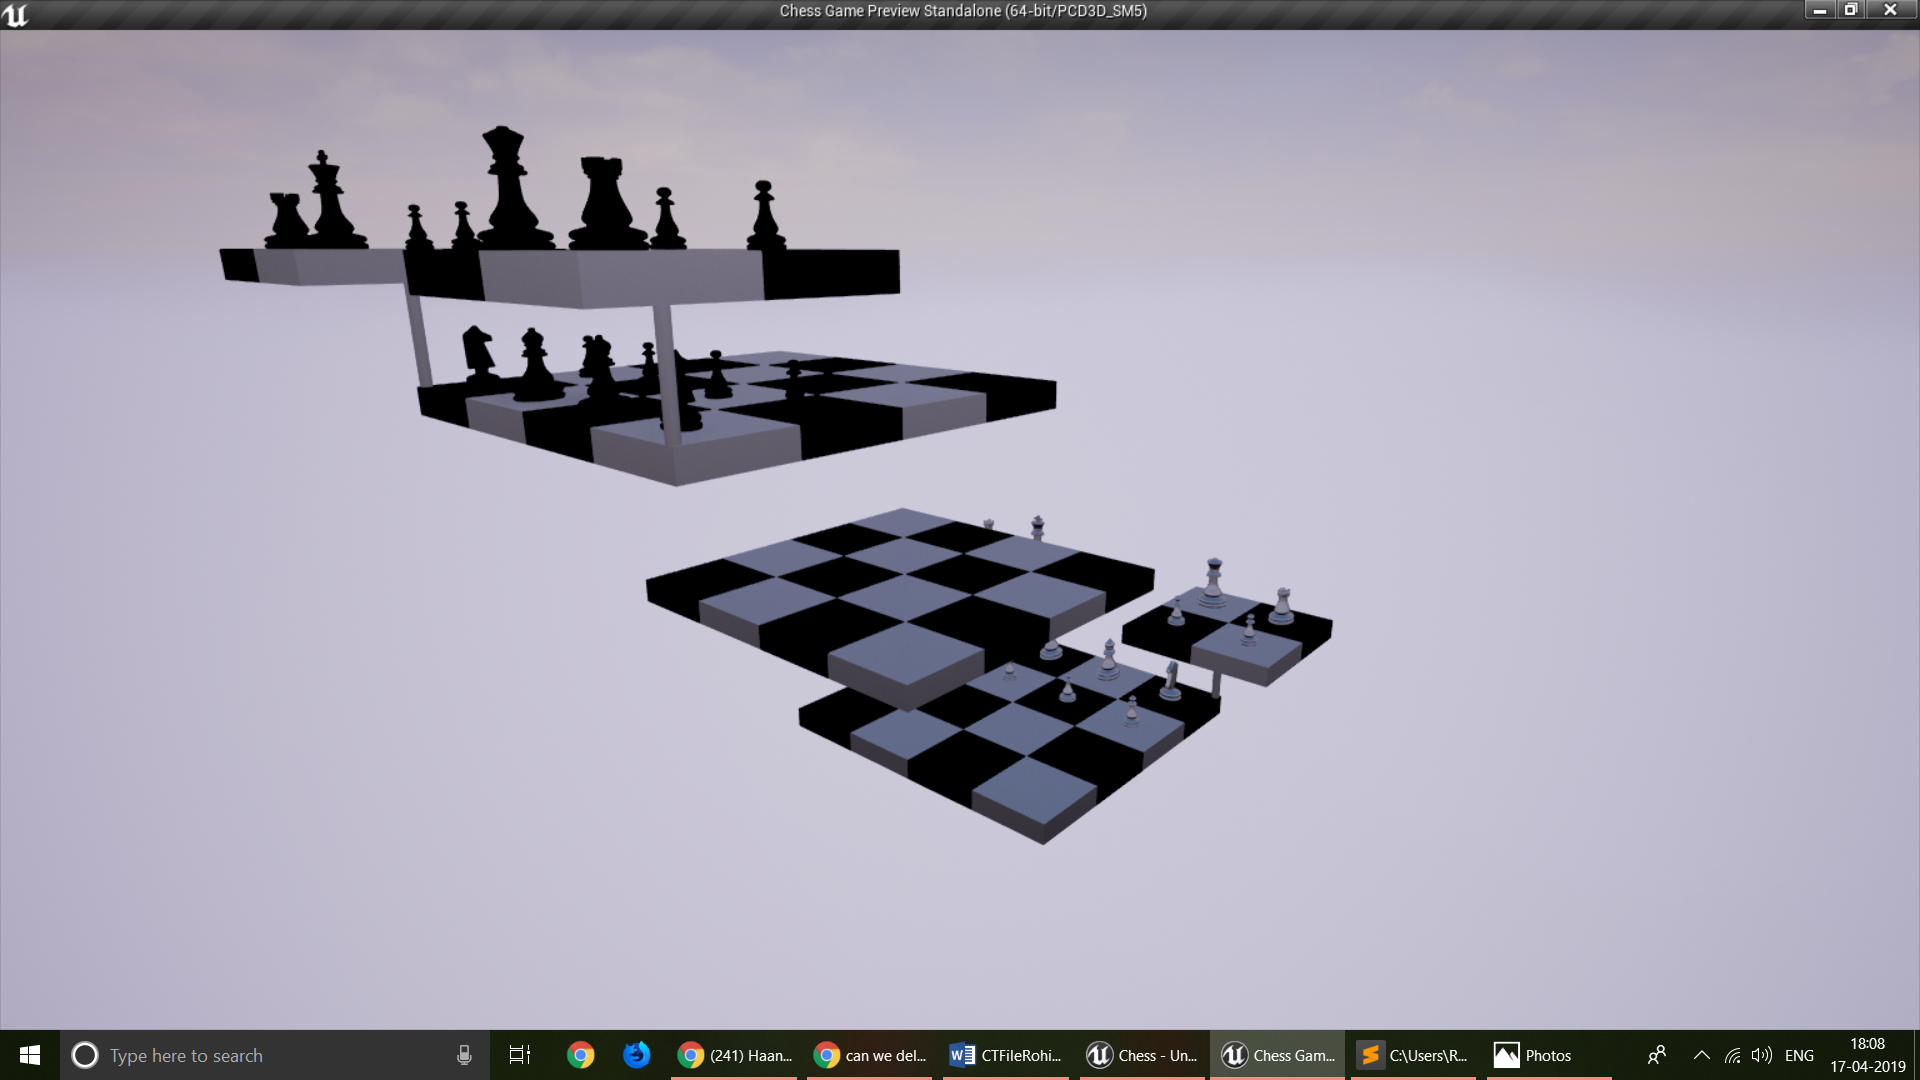 Chess Game Preview Standalone (64-bit/PCD3D_SM5)
Type here to search
(241) Haan...
can we del...
CTFileRohi...
Chess - Un...
Chess Gam...
C:\Users\R...
Photos
ENG
18:08
17-04-2019